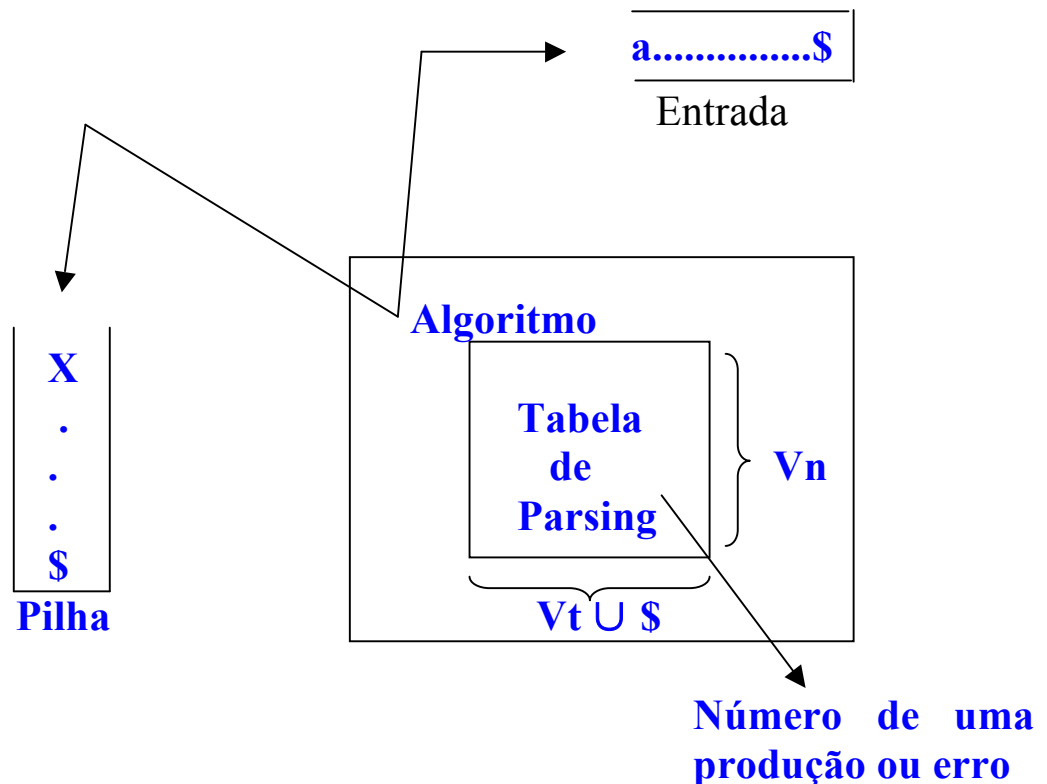 a...............$
Entrada
Algoritmo
X
.
.
.
$
Pilha
Tabela
de
Parsing
Vn
Vt ∪ $
Número de uma
produção ou erro